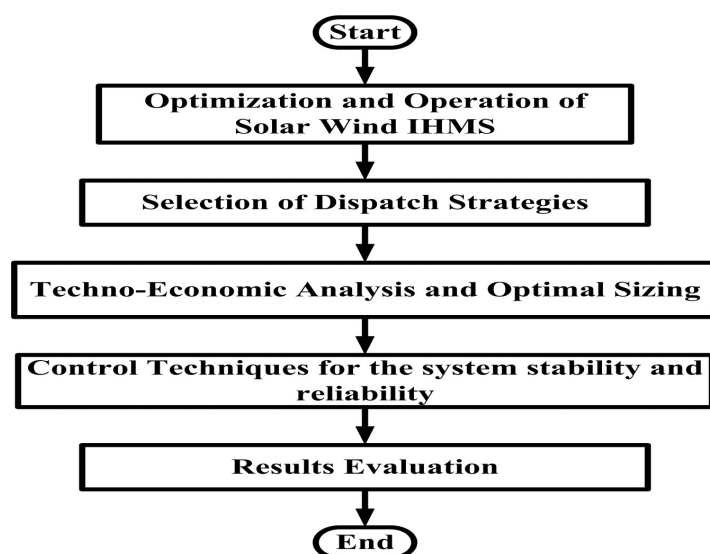 Start
Optimization and Operation of
Solar Wind IHMS
Selection of Dispatch Strategies
Techno-Economic Analysis and Optimal Sizing
Control Techniques for the system stability and
reliability
Results Evaluation
End